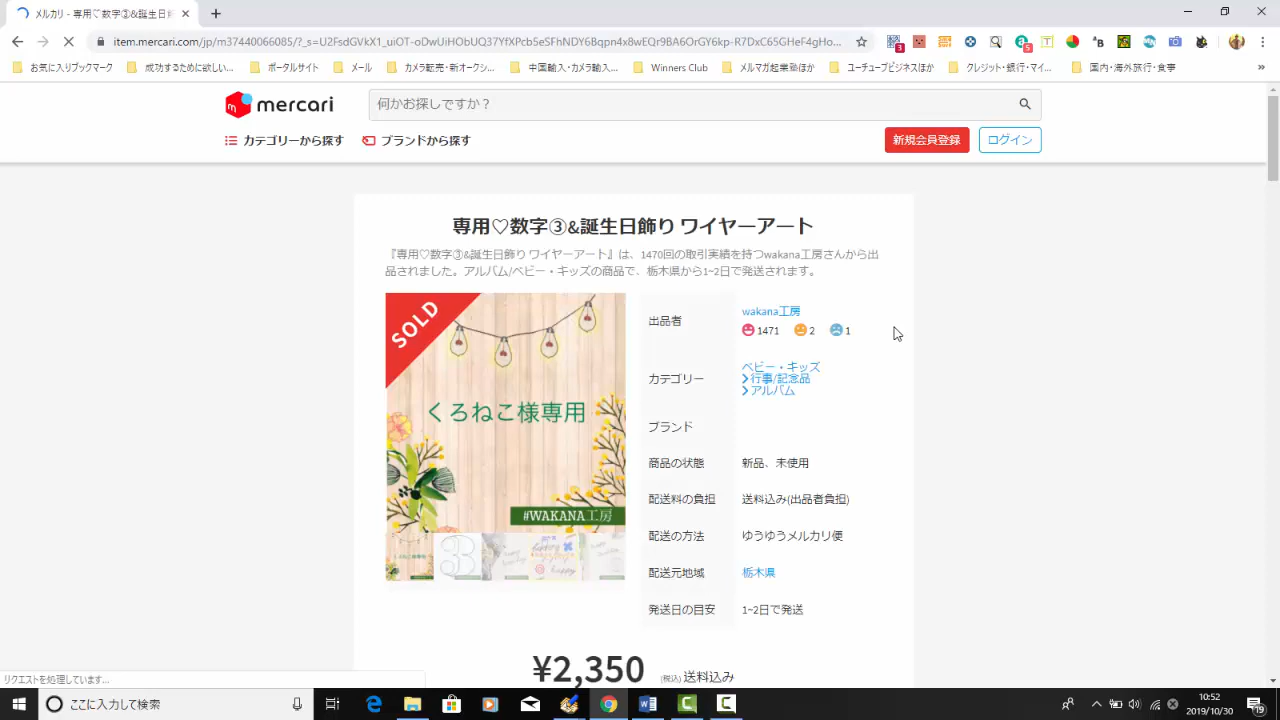 メルカリ - 専用♡数字③&誕生日飾
item.mercari.com/jp/m37440066085/
お気に入りブックマーク
成功するために欲しい...
ポータルサイト
メール
カメラ転売・新オークシ...
中国輸入・カメラ輸入...
Winners Club
メルマガ起業塾ほか
ユーチューブビジネスほか
クレジット・銀行・マイ...
国内・海外旅行・食事
»
mercari
何かお探しですか？
カテゴリーから探す
ブランドから探す
新規会員登録
ログイン
専用♡数字③&誕生日飾り ワイヤーアート
『専用♡数字③&誕生日飾り ワイヤーアート』は、1470回の取引実績を持つwakana工房さんから出
品されました。アルバム/ベビー・キッズの商品で、栃木県から1~2日で発送されます。
SOLD
くろねこ様専用
#WAKANA工房
出品者
wakana工房
1471 2 1
カテゴリー
ベビー・キッズ
行事/記念品
アルバム
ブランド
商品の状態
新品、未使用
配送料の負担
送料込み(出品者負担)
配送の方法
ゆうゆうメルカリ便
配送元地域
栃木県
発送日の目安
1~2日で発送
¥2,350 (税込) 送料込み
リクエストを処理しています...
ここに入力して検索
10:52
2019/10/30
19